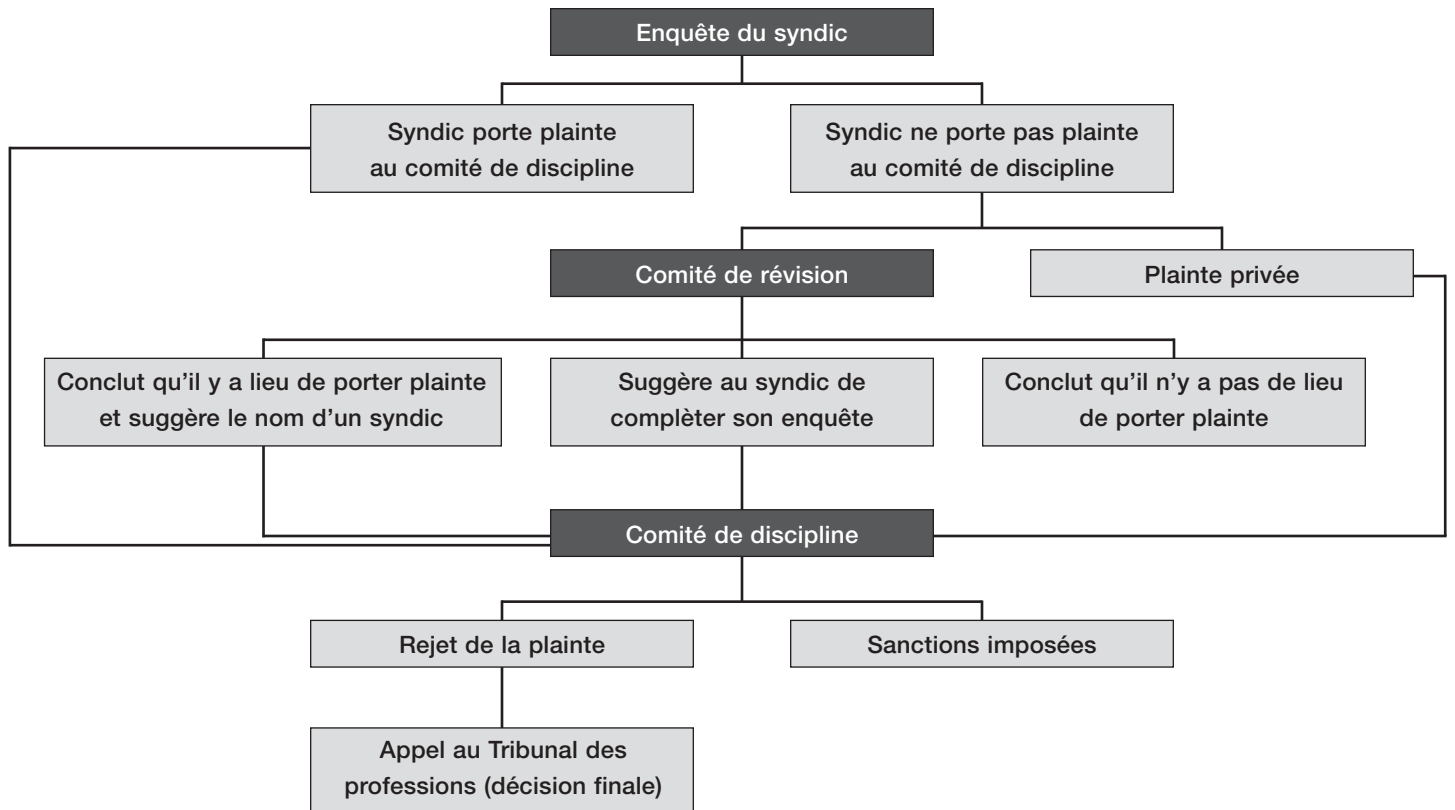 Enquête du syndic
Syndic porte plainte
au comité de discipline
Syndic ne porte pas plainte
au comité de discipline
Comité de révision
Plainte privée
Conclut qu'il y a lieu de porter plainte
et suggère le nom d'un syndic
Suggère au syndic de
complèter son enquête
Conclut qu'il n'y a pas de lieu
de porter plainte
Comité de discipline
Rejet de la plainte
Sanctions imposées
Appel au Tribunal des
professions (décision finale)